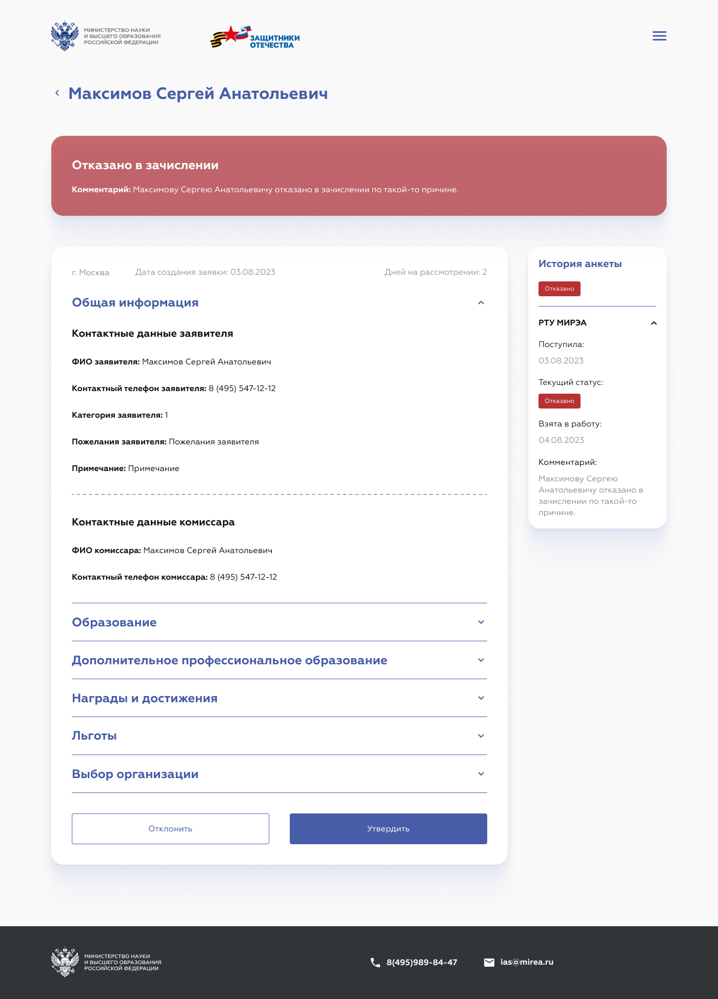 МИНИСТЕРСТВО НАУКИ
И ВЫСШЕГО ОБРАЗОВАНИЯ
РОССИЙСКОЙ ФЕДЕРАЦИИ
ЗАЩИТНИКИ
ОТЕЧЕСТВА
Максимов Сергей Анатольевич
Отказано в зачислении
Комментарий: Максимову Сергею Анатольевичу отказано в зачислении по такой-то причине.
г. Москва Дата создания заявки: 03.08.2023 Дней на рассмотрении: 2
Общая информация
Контактные данные заявителя
ФИО заявителя: Максимов Сергей Анатольевич
Контактный телефон заявителя: 8 (495) 547-12-12
Категория заявителя: 1
Пожелания заявителя: Пожелания заявителя
Примечание: Примечание
Контактные данные комиссара
ФИО комиссара: Максимов Сергей Анатольевич
Контактный телефон комиссара: 8 (495) 547-12-12
Образование
Дополнительное профессиональное образование
Награды и достижения
Льготы
Выбор организации
Отклонить
Утвердить
История анкеты
Отказано
РТУ МИРЭА
Поступила:
03.08.2023
Текущий статус:
Отказано
Взята в работу:
04.08.2023
Комментарий:
Максимову Сергею
Анатольевичу отказано в
зачислении по такой-то
причине.
МИНИСТЕРСТВО НАУКИ
И ВЫСШЕГО ОБРАЗОВАНИЯ
РОССИЙСКОЙ ФЕДЕРАЦИИ
8(495)989-84-47
ias@mirea.ru